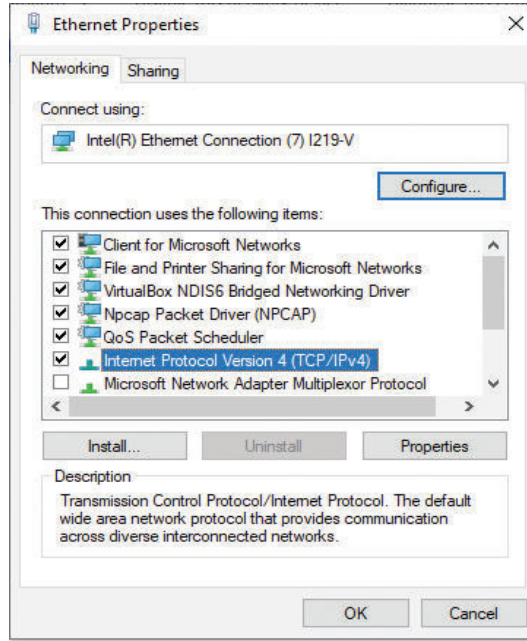 Ethernet Properties
Networking
Sharing
Connect using:
Intel(R) Ethernet Connection (7) I219-V
Configure...
This connection uses the following items:
Client for Microsoft Networks
File and Printer Sharing for Microsoft Networks
VirtualBox NDIS6 Bridged Networking Driver
Npcap Packet Driver (NPCAP)
QoS Packet Scheduler
Internet Protocol Version 4 (TCP/IPv4)
Microsoft Network Adapter Multiplexor Protocol
Install...
Uninstall
Properties
Description
Transmission Control Protocol/Internet Protocol. The default
wide area network protocol that provides communication
across diverse interconnected networks.
OK
Cancel